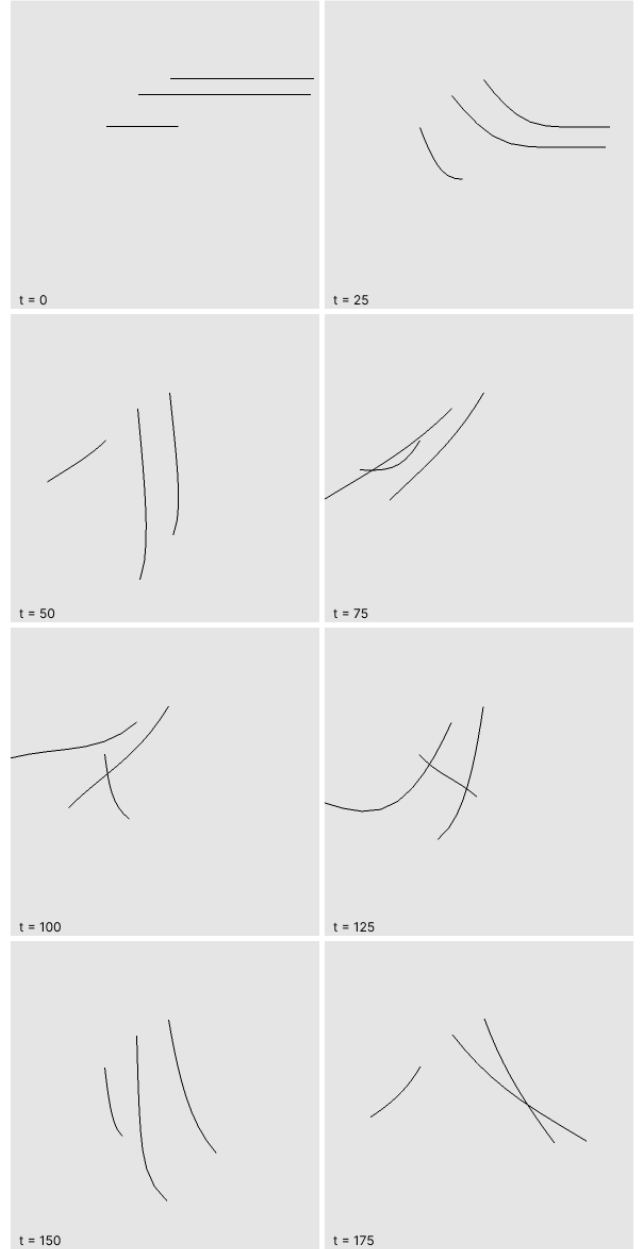 t = 0
t = 25
t = 50
t = 75
t = 100
t = 125
t = 150
t = 175